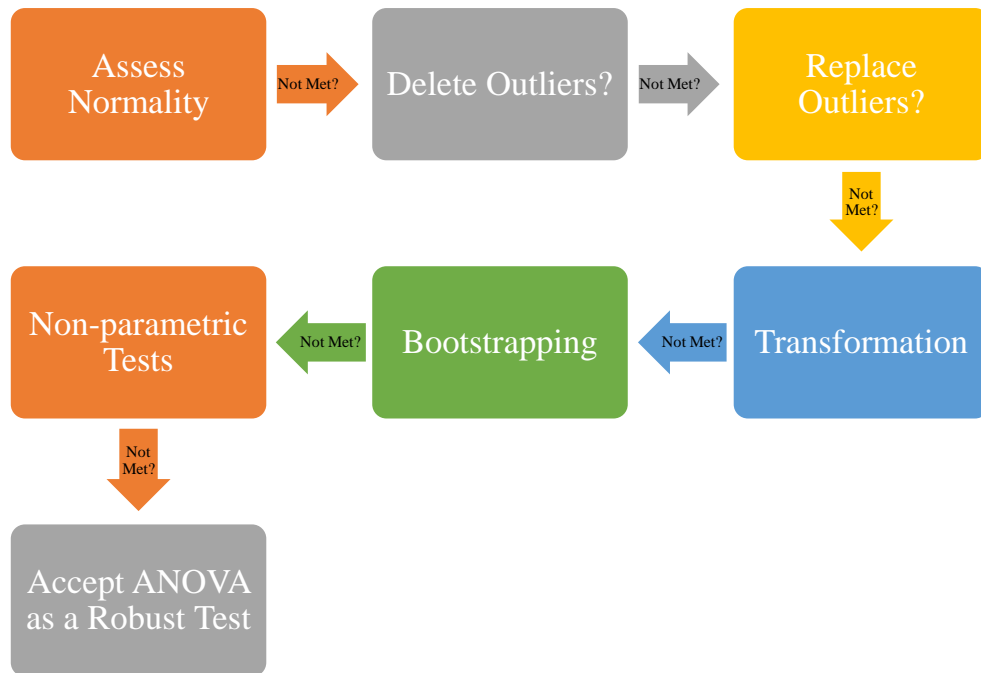 Assess
Normality
Not Met?
Delete Outliers?
Not Met?
Replace
Outliers?
Not
Met?
Transformation
Not Met?
Bootstrapping
Not Met?
Non-parametric
Tests
Not
Met?
Accept ANOVA
as a Robust Test